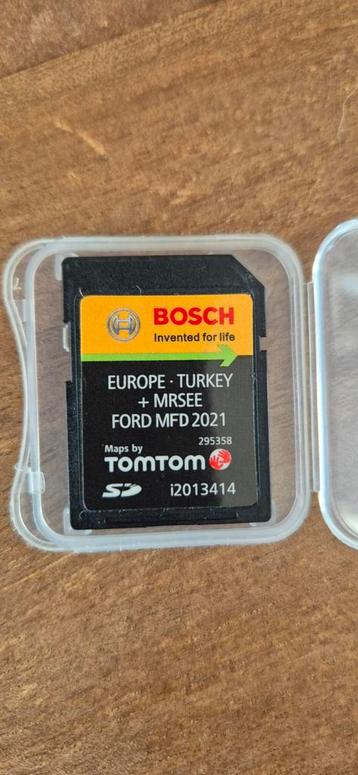 BOSCH
Invented for life
EUROPE · TURKEY
+ MRSEE
FORD MFD 2021
295358
Maps by
TOMTOM
SD i2013414